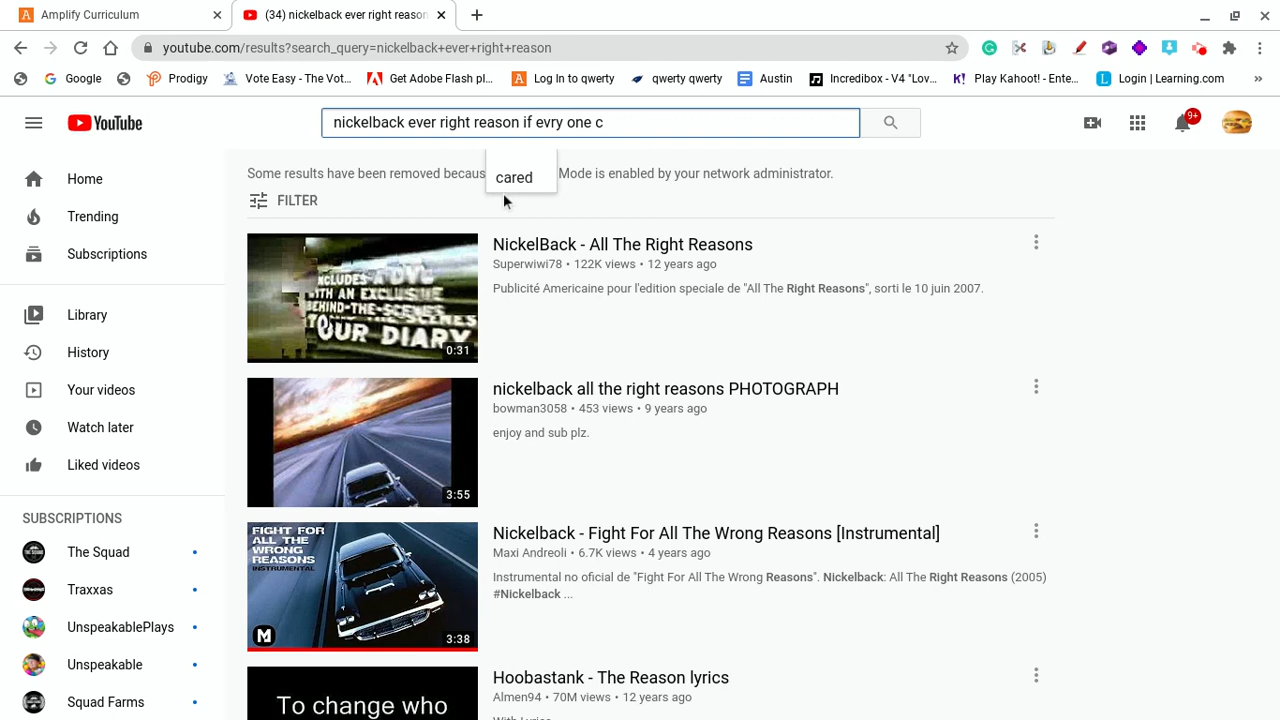 Amplify Curriculum
(34) nickelback ever right reason
youtube.com/results?search_query=nickelback+ever+right+reason
Google
Prodigy
Vote Easy - The Vot...
Get Adobe Flash pl...
Log In to qwerty
qwerty qwerty
Austin
Incredibox - V4 "Lov...
K! Play Kahoot! - Ente...
L Login | Learning.com
»
YouTube
nickelback ever right reason if evry one c
9+
cared
Some results have been removed becaus Mode is enabled by your network administrator.
FILTER
Home
Trending
Subscriptions
Library
History
Your videos
Watch later
Liked videos
SUBSCRIPTIONS
The Squad
Traxxas
UnspeakablePlays
Unspeakable
Squad Farms
NCLUDES A DVD
WITH AN EXCLUSIVE
BEHIND-THE-SCENES
TOUR DIARY
0:31
NickelBack - All The Right Reasons
Superwiwi78 • 122K views • 12 years ago
Publicité Americaine pour l'edition speciale de "All The Right Reasons", sorti le 10 juin 2007.
3:55
nickelback all the right reasons PHOTOGRAPH
bowman3058 • 453 views • 9 years ago
enjoy and sub plz.
FIGHT FOR
ALL THE
WRONG
REASONS
INSTRUMENTAL
M
3:38
Nickelback - Fight For All The Wrong Reasons [Instrumental]
Maxi Andreoli • 6.7K views • 4 years ago
Instrumental no oficial de "Fight For All The Wrong Reasons". Nickelback: All The Right Reasons (2005)
#Nickelback ...
To change who
Hoobastank - The Reason lyrics
Almen94 • 70M views • 12 years ago
With Lyrics